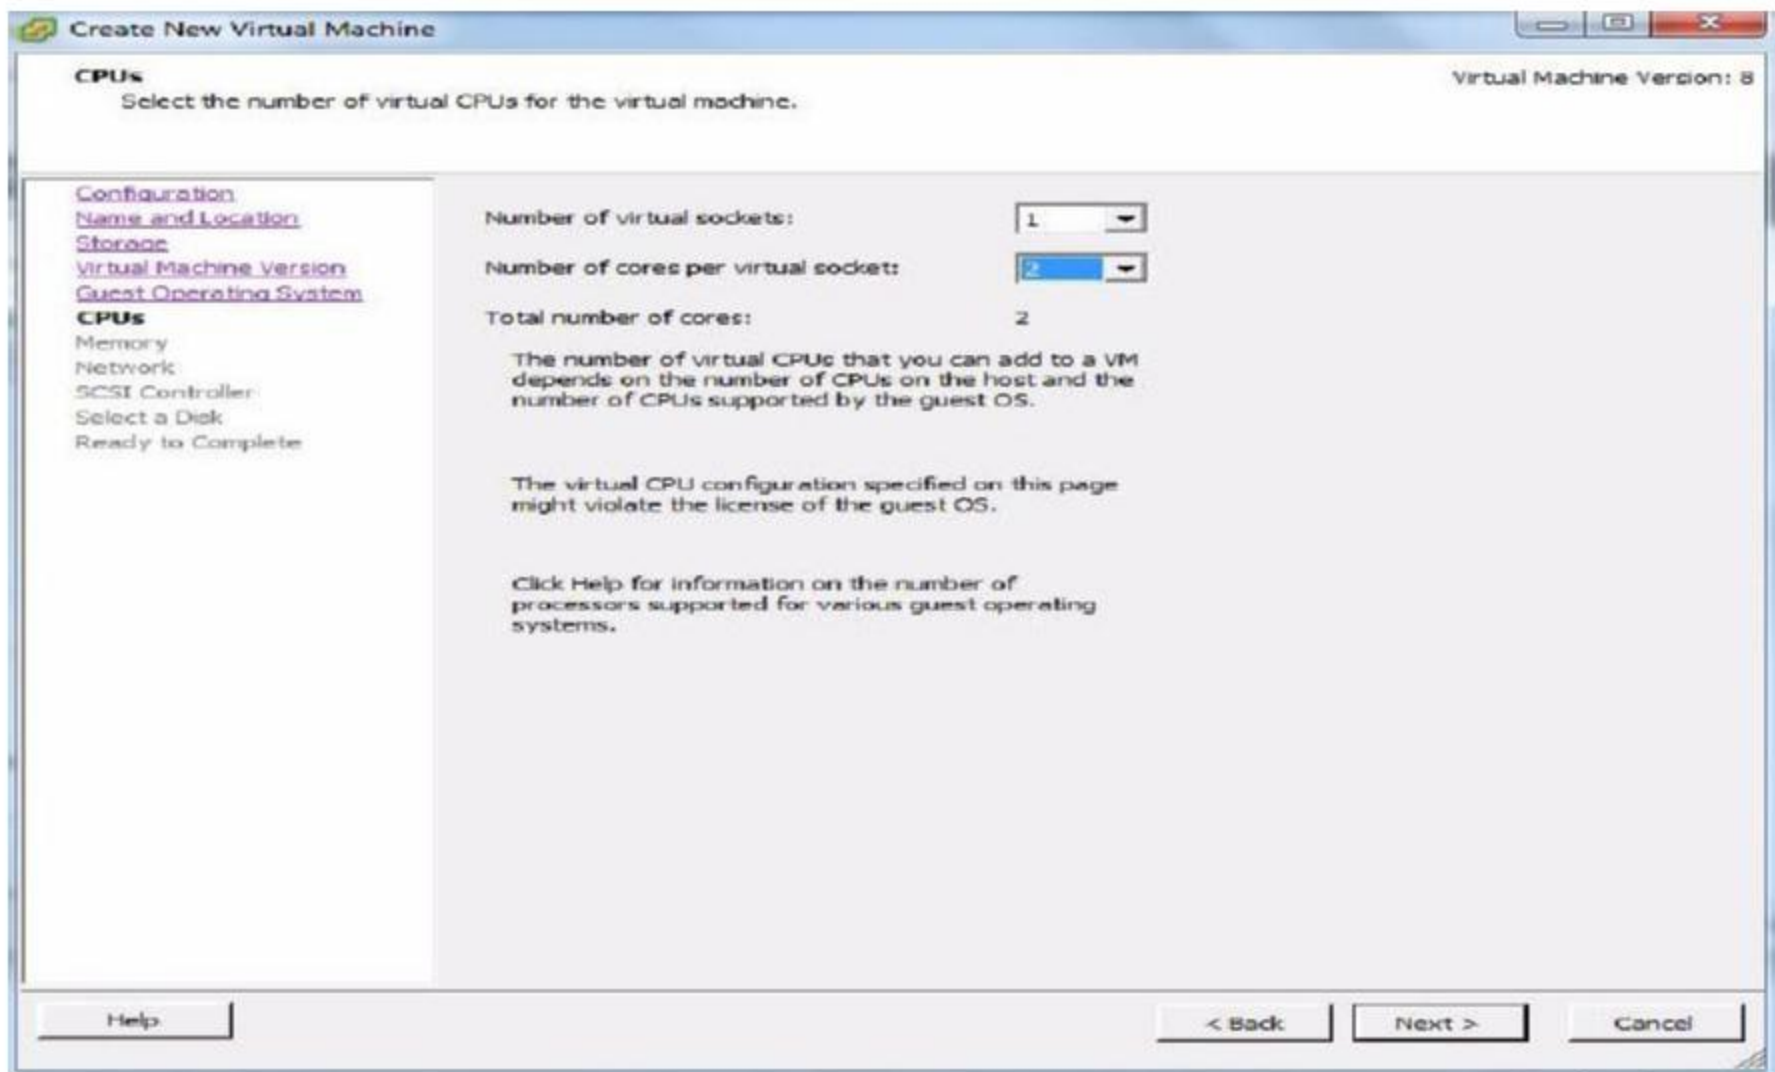 Create New Virtual Machine
CPUs
Select the number of virtual CPUs for the virtual machine.
Virtual Machine Version: 8
Configuration
Name and Location
Storage
Virtual Machine Version
Guest Operating System
CPUs
Memory
Network
SCSI Controller
Select a Disk
Ready to Complete
Number of virtual sockets: 1
Number of cores per virtual socket: 2
Total number of cores: 2
The number of virtual CPUs that you can add to a VM
depends on the number of CPUs on the host and the
number of CPUs supported by the guest OS.
The virtual CPU configuration specified on this page
might violate the license of the guest OS.
Click Help for information on the number of
processors supported for various guest operating
systems.
Help
< Back
Next >
Cancel